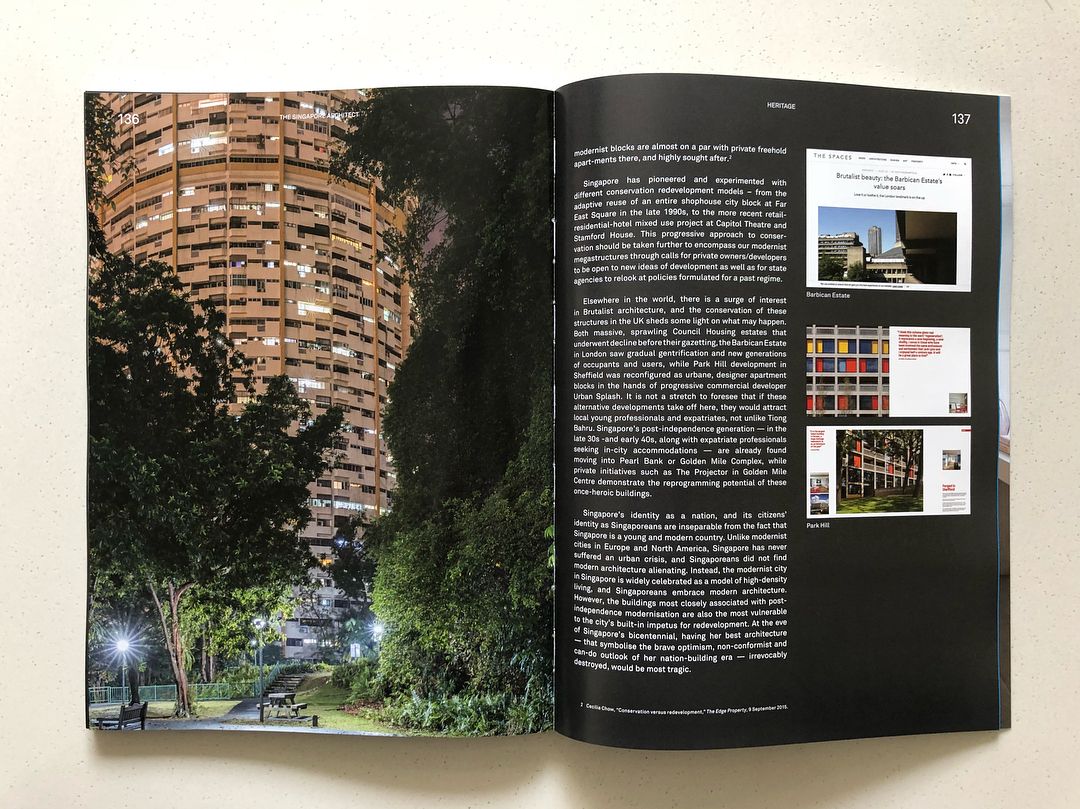 136
THE SINGAPORE ARCHITECT
HERITAGE
137
modernist blocks are almost on a par with private freehold
apart-ments there, and highly sought after.²
Singapore has pioneered and experimented with
different conservation redevelopment models – from the
adaptive reuse of an entire shophouse city block at Far
East Square in the late 1990s, to the more recent retail-
residential-hotel mixed use project at Capitol Theatre and
Stamford House. This progressive approach to conser-
vation should be taken further to encompass our modernist
megastructures through calls for private owners/developers
to be open to new ideas of development as well as for state
agencies to relook at policies formulated for a past regime.
Elsewhere in the world, there is a surge of interest
in Brutalist architecture, and the conservation of these
structures in the UK sheds some light on what may happen.
Both massive, sprawling Council Housing estates that
underwent decline before their gazetting, the Barbican Estate
in London saw gradual gentrification and new generations
of occupants and users, while Park Hill development in
Sheffield was reconfigured as urbane, designer apartment
blocks in the hands of progressive commercial developer
Urban Splash. It is not a stretch to foresee that if these
alternative developments take off here, they would attract
local young professionals and expatriates, not unlike Tiong
Bahru. Singapore's post-independence generation — in the
late 30s -and early 40s, along with expatriate professionals
seeking in-city accommodations — are already found
moving into Pearl Bank or Golden Mile Complex, while
private initiatives such as The Projector in Golden Mile
Centre demonstrate the reprogramming potential of these
once-heroic buildings.
Singapore's identity as a nation, and its citizens'
identity as Singaporeans are inseparable from the fact that
Singapore is a young and modern country. Unlike modernist
cities in Europe and North America, Singapore has never
suffered an urban crisis, and Singaporeans did not find
modern architecture alienating. Instead, the modernist city
in Singapore is widely celebrated as a model of high-density
living, and Singaporeans embrace modern architecture.
However, the buildings most closely associated with post-
independence modernisation are also the most vulnerable
to the city's built-in impetus for redevelopment. At the eve
of Singapore's bicentennial, having her best architecture
— that symbolise the brave optimism, non-conformist and
can-do outlook of her nation-building era — irrevocably
destroyed, would be most tragic.
2 Cecilia Chow, "Conservation versus redevelopment," The Edge Property, 9 September 2015.
THE SPACES
Brutalist beauty: the Barbican Estate's
value soars
Love it or loathe it, this London landmark is on the up
Barbican Estate
Park Hill